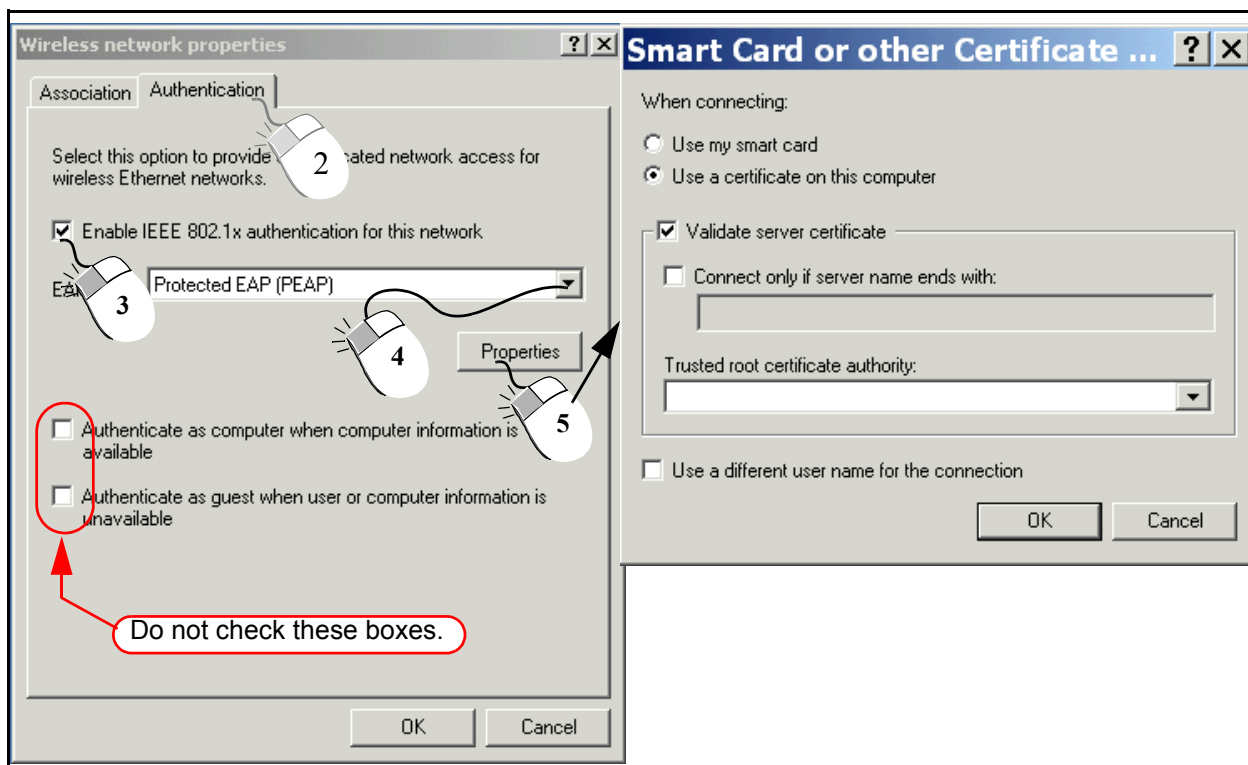 Wireless network properties
Association Authentication
2
Select this option to provide cated network access for
wireless Ethernet networks.
Enable IEEE 802.1x authentication for this network
Protected EAP (PEAP)
3
4
Properties
5
Authenticate as computer when computer information is
available
Authenticate as guest when user or computer information is
unavailable
Do not check these boxes.
OK Cancel
Smart Card or other Certificate ...
When connecting:
Use my smart card
Use a certificate on this computer
Validate server certificate
Connect only if server name ends with:
Trusted root certificate authority:
Use a different user name for the connection
OK Cancel